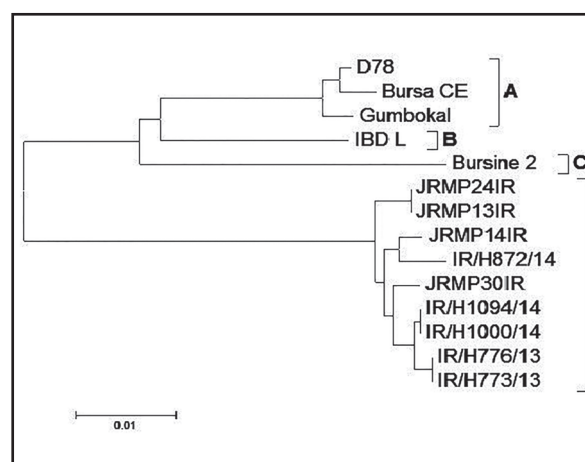 D78
Bursa CE
A
Gumbokal
IBD L
B
Bursine 2
C
JRMP24IR
JRMP13IR
JRMP14IR
IR/H872/14
JRMP30IR
IR/H1094/14
IR/H1000/14
IR/H776/13
IR/H773/13
0.01